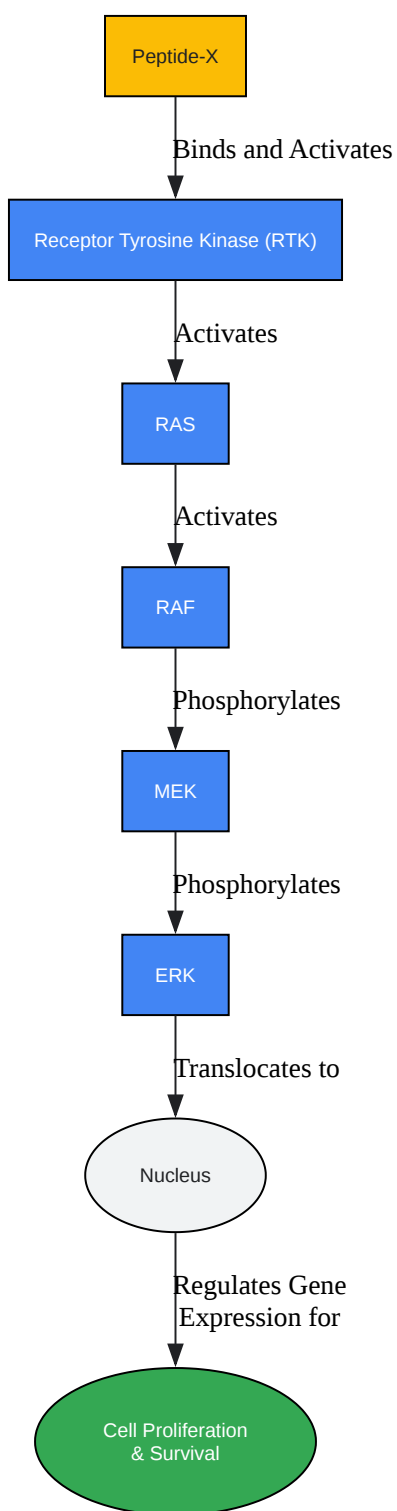 Peptide-X
Binds and Activates
Receptor Tyrosine Kinase (RTK)
Activates
RAS
Activates
RAF
Phosphorylates
MEK
Phosphorylates
ERK
Translocates to
Nucleus
Regulates Gene
Expression for
Cell Proliferation
& Survival